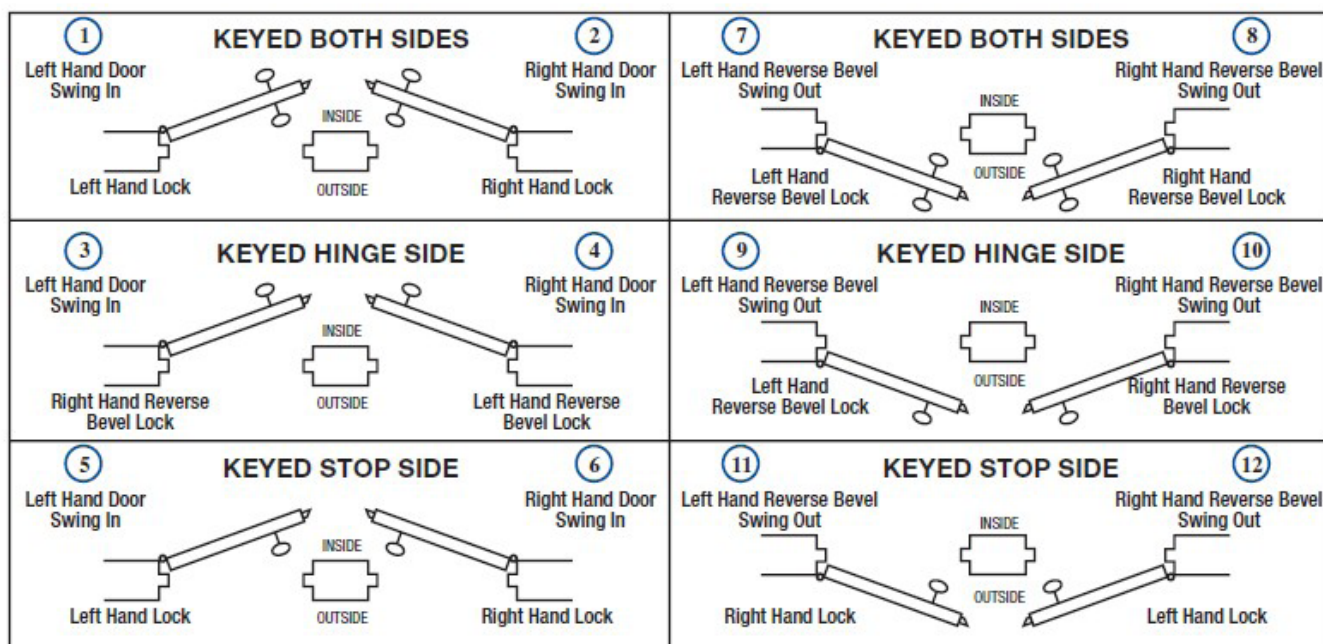 1
KEYED BOTH SIDES
2
Left Hand Door
Swing In
Right Hand Door
Swing In
INSIDE
OUTSIDE
Left Hand Lock
Right Hand Lock
7
KEYED BOTH SIDES
8
Left Hand Reverse Bevel
Swing Out
Right Hand Reverse Bevel
Swing Out
INSIDE
OUTSIDE
Left Hand
Reverse Bevel Lock
Right Hand
Reverse Bevel Lock
3
KEYED HINGE SIDE
4
Left Hand Door
Swing In
Right Hand Door
Swing In
INSIDE
OUTSIDE
Right Hand Reverse
Bevel Lock
Left Hand Reverse
Bevel Lock
9
KEYED HINGE SIDE
10
Left Hand Reverse Bevel
Swing Out
Right Hand Reverse Bevel
Swing Out
INSIDE
OUTSIDE
Left Hand
Reverse Bevel Lock
Right Hand Reverse
Bevel Lock
5
KEYED STOP SIDE
6
Left Hand Door
Swing In
Right Hand Door
Swing In
INSIDE
OUTSIDE
Left Hand Lock
Right Hand Lock
11
KEYED STOP SIDE
12
Left Hand Reverse Bevel
Swing Out
Right Hand Reverse Bevel
Swing Out
INSIDE
OUTSIDE
Right Hand Lock
Left Hand Lock